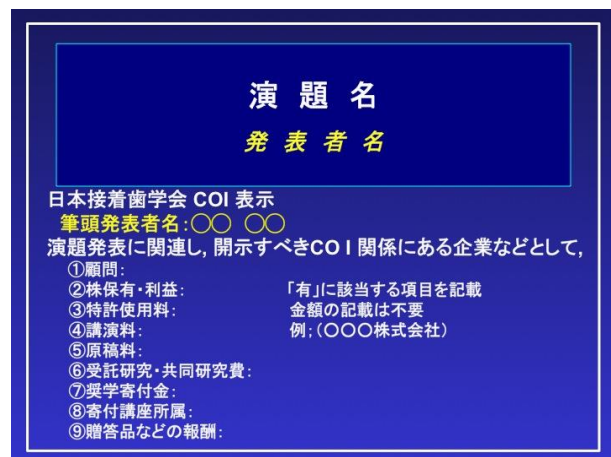 演 題 名
発 表 者 名
日本接着歯学会 COI 表示
筆頭発表者名:○○ ○○
演題発表に関連し, 開示すべきCO I 関係にある企業などとして,
①顧問:
②株保有・利益: 「有」に該当する項目を記載
③特許使用料: 金額の記載は不要
④講演料: 例;(○○○株式会社)
⑤原稿料:
⑥受託研究・共同研究費:
⑦奨学寄付金:
⑧寄付講座所属:
⑨贈答品などの報酬: